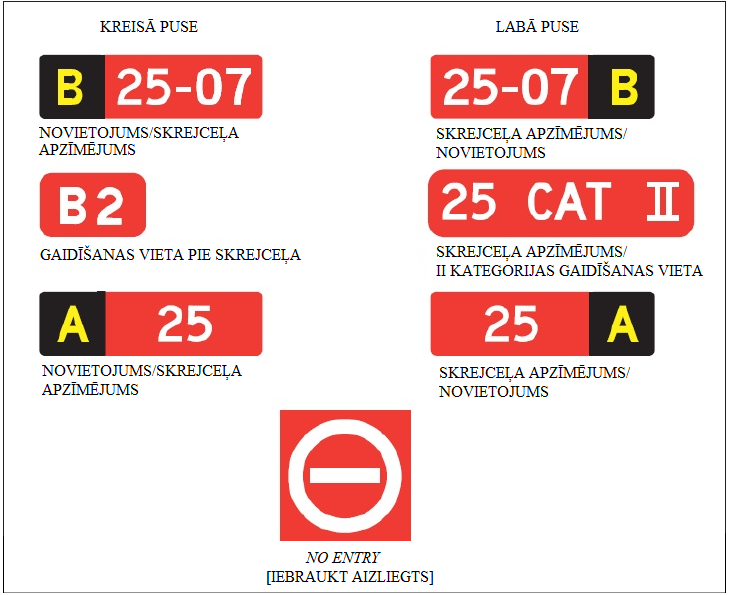 KREISĀ PUSE
LABĀ PUSE
B 25-07
25-07 B
NOVIETOJUMS/SKREJCEĻA
APZĪMĒJUMS
SKREJCEĻA APZĪMĒJUMS/
NOVIETOJUMS
B2
25 CAT II
GAIDĪŠANAS VIETA PIE SKREJCEĻA
SKREJCEĻA APZĪMĒJUMS/
II KATEGORIJAS GAIDĪŠANAS VIETA
A 25
25 A
NOVIETOJUMS/SKREJCEĻA
APZĪMĒJUMS
SKREJCEĻA APZĪMĒJUMS/
NOVIETOJUMS
NO ENTRY
[IEBRAUKT AIZLIEGTS]